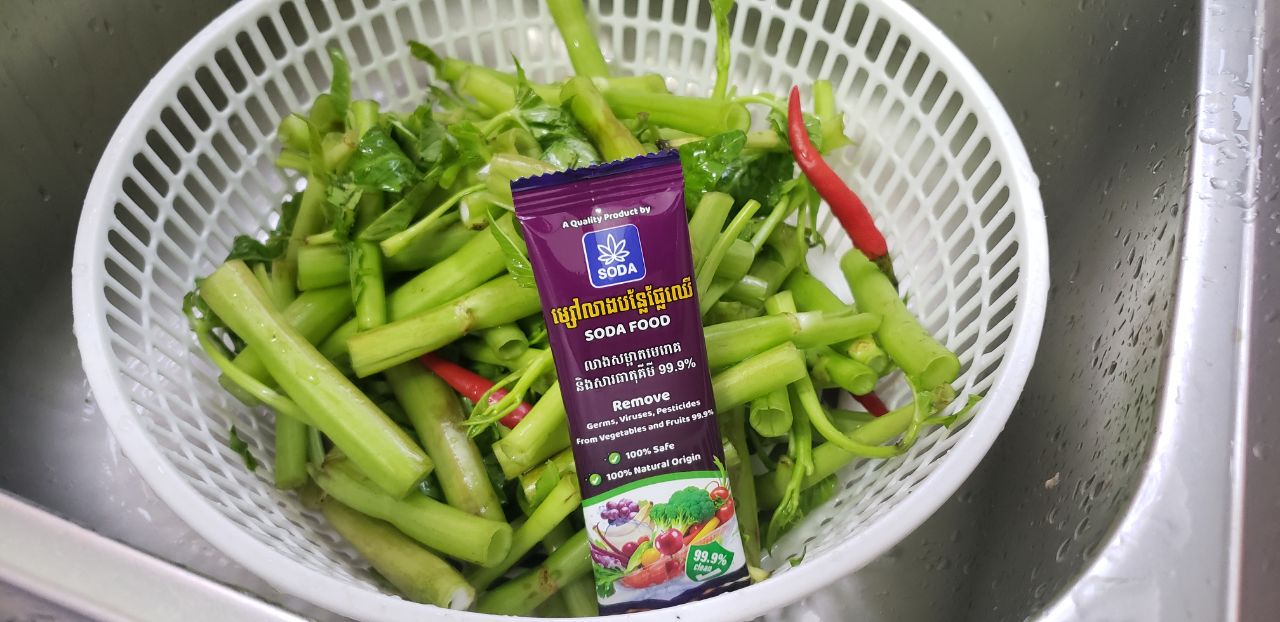 A Quality Product by
SODA
ម្សៅលាងបន្លែផ្លែឈើ
SODA FOOD
លាងសម្អាតមេរោគ
និងសារធាតុគីមី 99.9%
Remove
Germs, Viruses, Pesticides
From Vegetables and Fruits 99.9%
100% Safe
100% Natural Origin
99.9%
clean